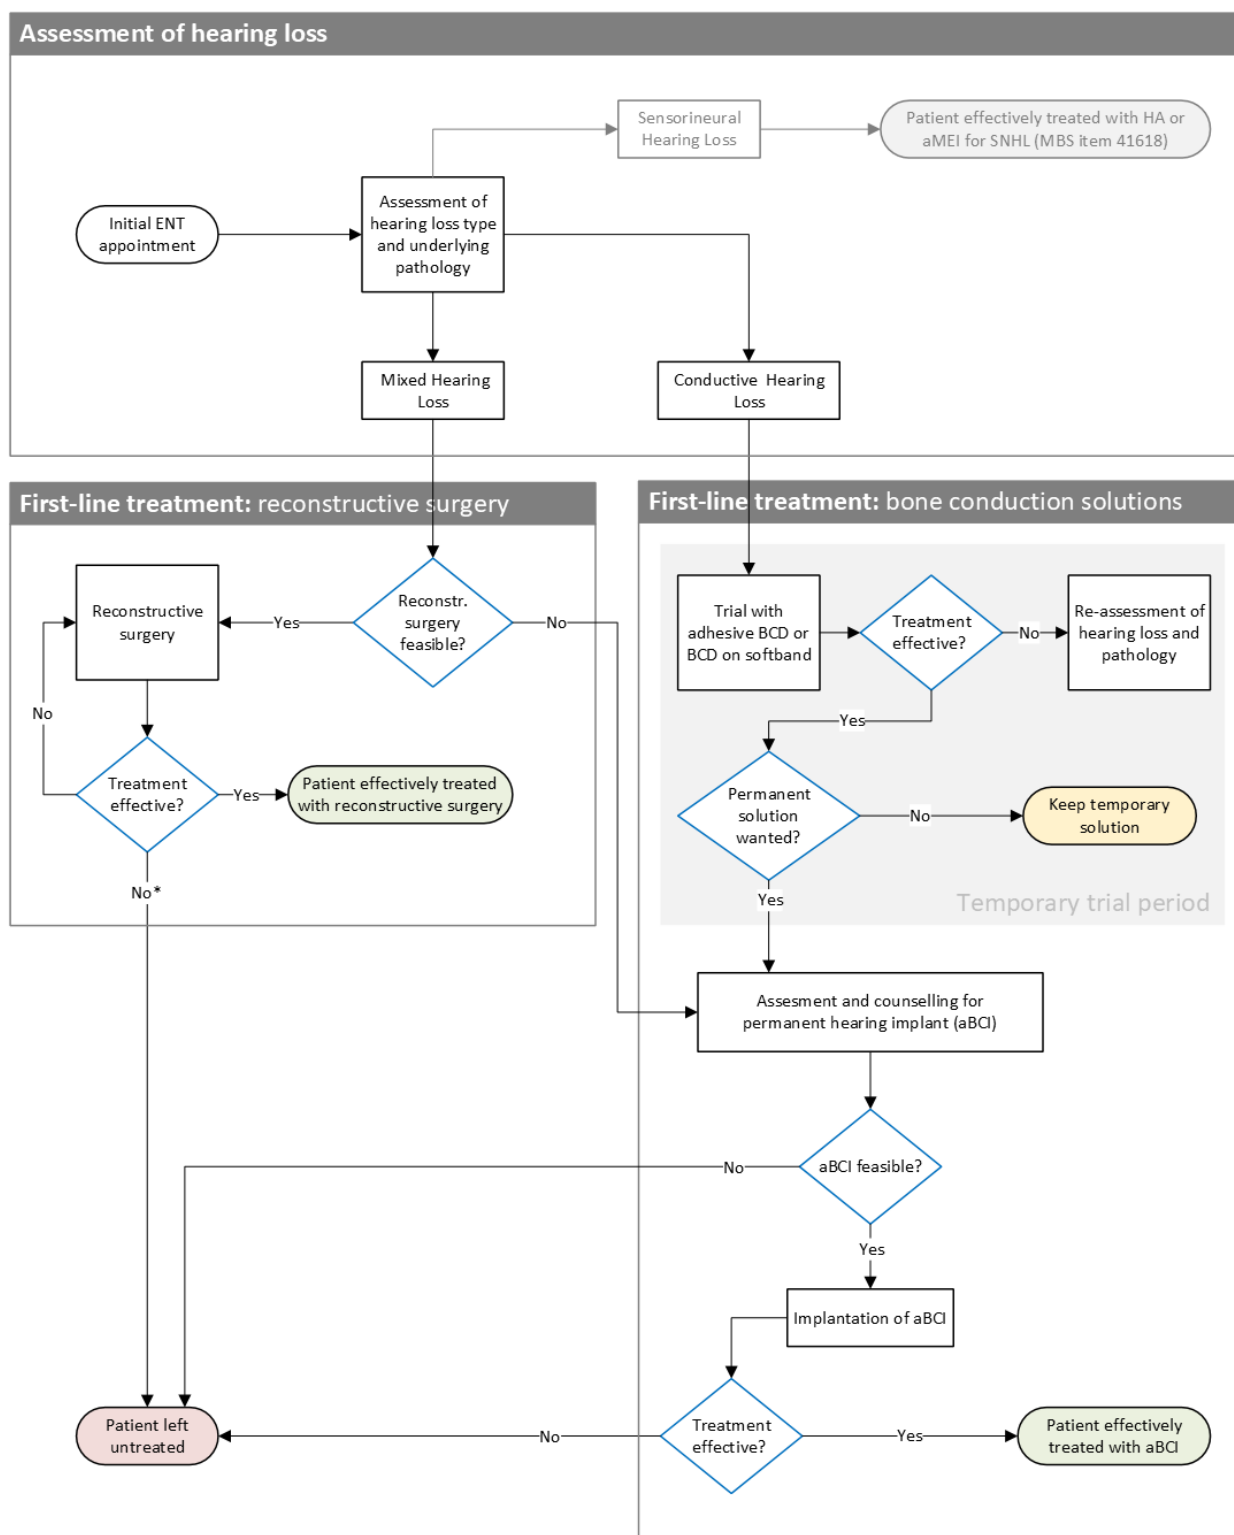 Assessment of hearing loss
Sensorineural
Hearing Loss
Patient effectively treated with HA or
aMEI for SNHL (MBS item 41618)
Initial ENT
appointment
Assessment of
hearing loss type
and underlying
pathology
Mixed Hearing
Loss
Conductive Hearing
Loss
First-line treatment: reconstructive surgery
Reconstructive
surgery
Yes
Reconstr.
surgery
feasible?
No
No
Treatment
effective?
Yes
Patient effectively treated
with reconstructive surgery
No*
First-line treatment: bone conduction solutions
Trial with
adhesive BCD or
BCD on softband
Treatment
effective?
No
Re-assessment of
hearing loss and
pathology
Yes
Permanent
solution
wanted?
No
Keep temporary
solution
Yes
Temporary trial period
Assesment and counselling for
permanent hearing implant (aBCI)
No
aBCI feasible?
Yes
Implantation of aBCI
Patient left
untreated
No
Treatment
effective?
Yes
Patient effectively
treated with aBCI